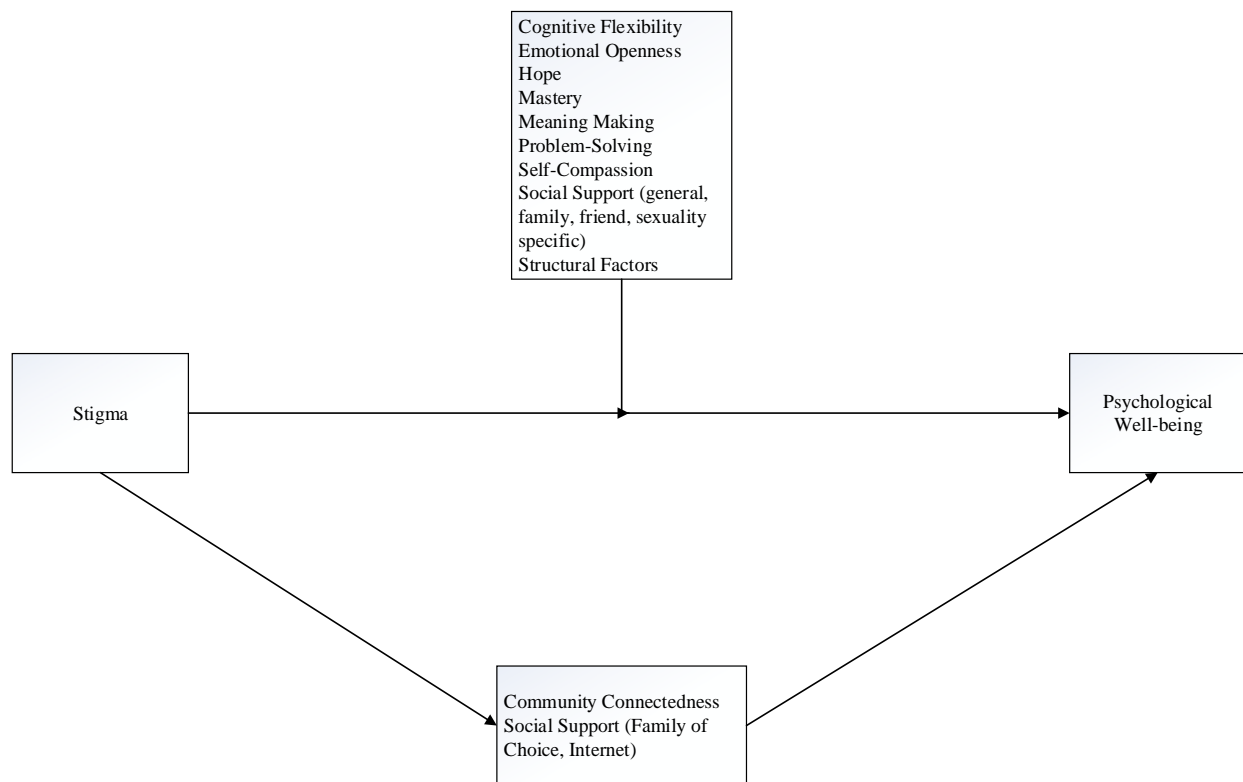 Cognitive Flexibility
Emotional Openness
Hope
Mastery
Meaning Making
Problem-Solving
Self-Compassion
Social Support (general,
family, friend, sexuality
specific)
Structural Factors
Stigma
Psychological
Well-being
Community Connectedness
Social Support (Family of
Choice, Internet)